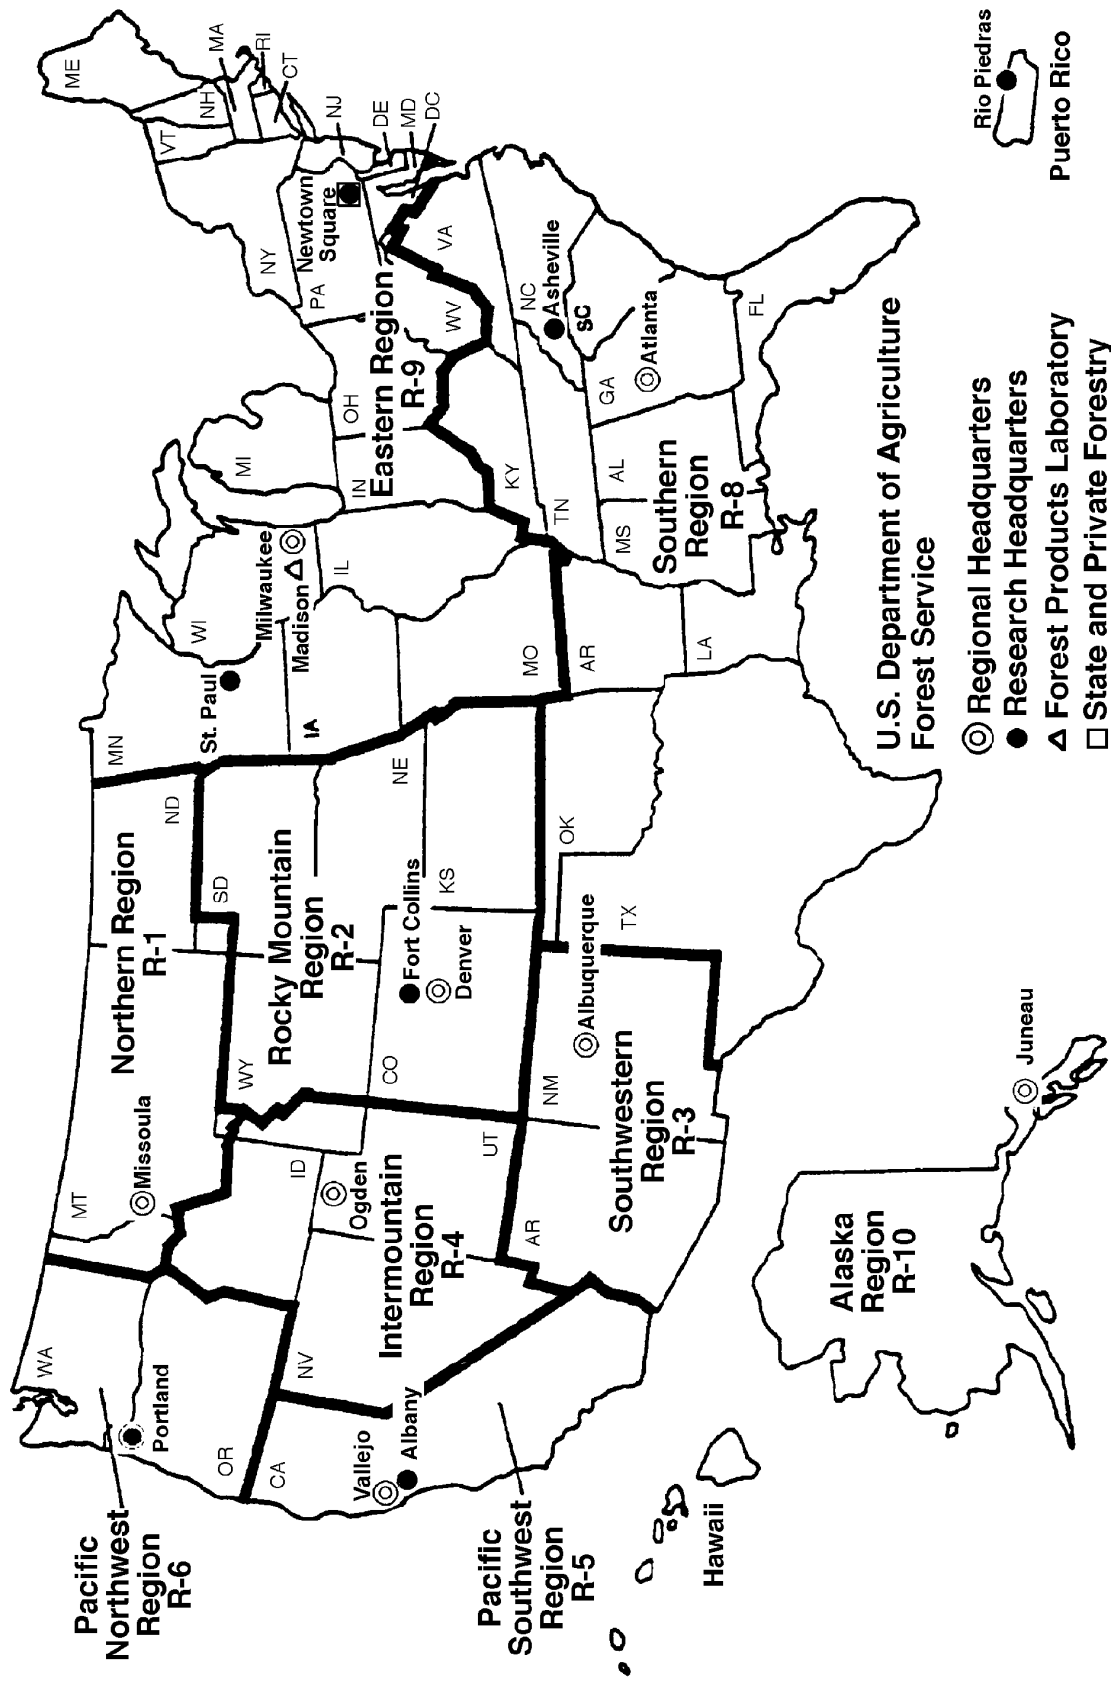 Pacific
Northwest
Region
R-6
WA
Portland
OR
MT
Missoula
Northern Region
R-1
ND
MN
ID
WY
SD
Rocky Mountain
Region
R-2
St. Paul
WI
Milwaukee
Madison
IA
IL
MI
IN
OH
Eastern Region
R-9
PA
Newtown
Square
NY
VT
NH
ME
MA
RI
CT
NJ
DE
MD
DC
CA
Vallejo
Albany
NV
Intermountain
Region
R-4
Ogden
UT
CO
Fort Collins
Denver
NE
KS
MO
KY
WV
VA
Pacific
Southwest
Region
R-5
AR
Southwestern
Region
R-3
NM
Albuquerque
OK
TX
AR
LA
TN
MS
AL
GA
NC
Asheville
SC
Atlanta
FL
Southern
Region
R-8
Hawaii
Alaska
Region
R-10
Juneau
Rio Piedras
Puerto Rico
U.S. Department of Agriculture
Forest Service
Regional Headquarters
Research Headquarters
Forest Products Laboratory
State and Private Forestry